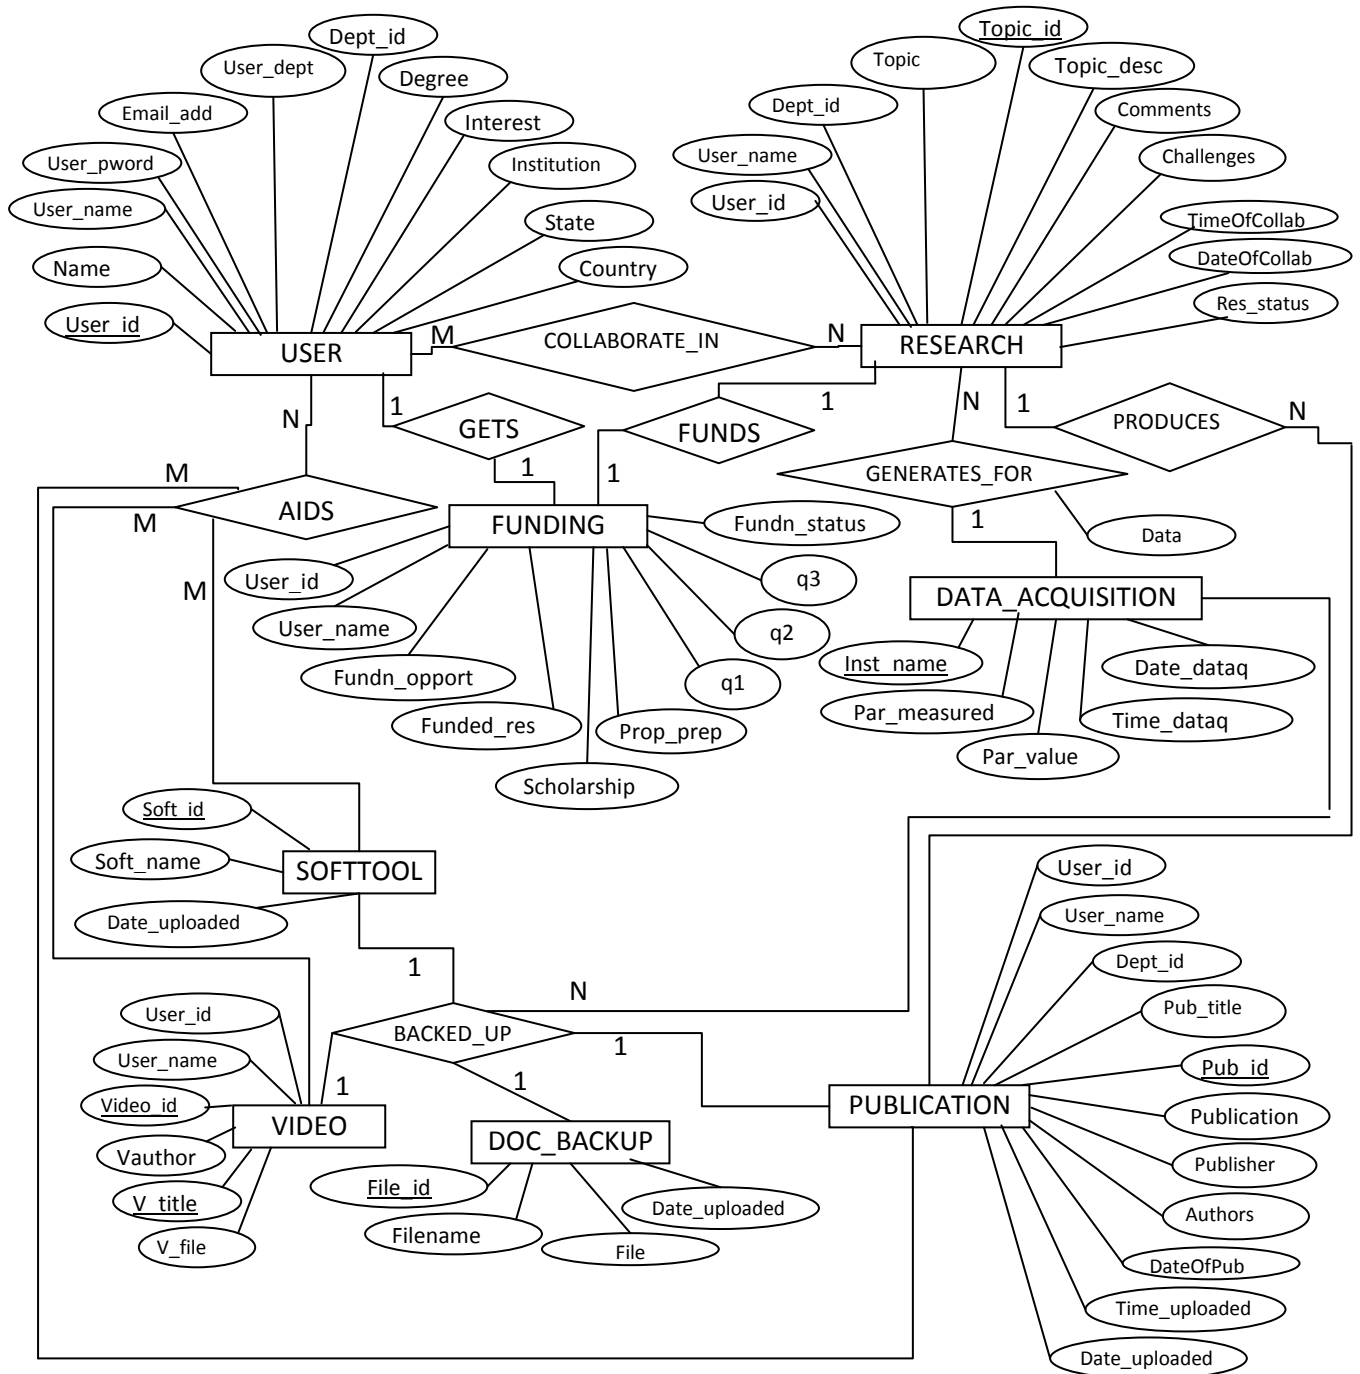 Dept_id
Topic_id
User_dept
Topic
Topic_desc
Degree
Email_add
Interest
Dept_id
Comments
User_pword
Institution
User_name
Challenges
User_name
State
User_id
TimeOfCollab
Name
Country
DateOfCollab
User_id
Res_status
USER
M
COLLABORATE_IN
N
RESEARCH
N
1
GETS
1
FUNDS
1
1
N
1
PRODUCES
N
M
M
AIDS
GENERATES_FOR
1
Data
FUNDING
Fundn_status
User_id
q3
M
User_name
q2
DATA_ACQUISITION
Fundn_opport
q1
Inst_name
Date_dataq
Funded_res
Prop_prep
Par_measured
Time_dataq
Scholarship
Par_value
Soft_id
Soft_name
SOFTTOOL
User_id
Date_uploaded
User_name
1
Dept_id
N
User_id
BACKED_UP
Pub_title
User_name
1
1
1
Pub_id
Video_id
VIDEO
PUBLICATION
Publication
Vauthor
DOC_BACKUP
Publisher
V_title
File_id
Date_uploaded
Authors
V_file
Filename
File
DateOfPub
Time_uploaded
Date_uploaded